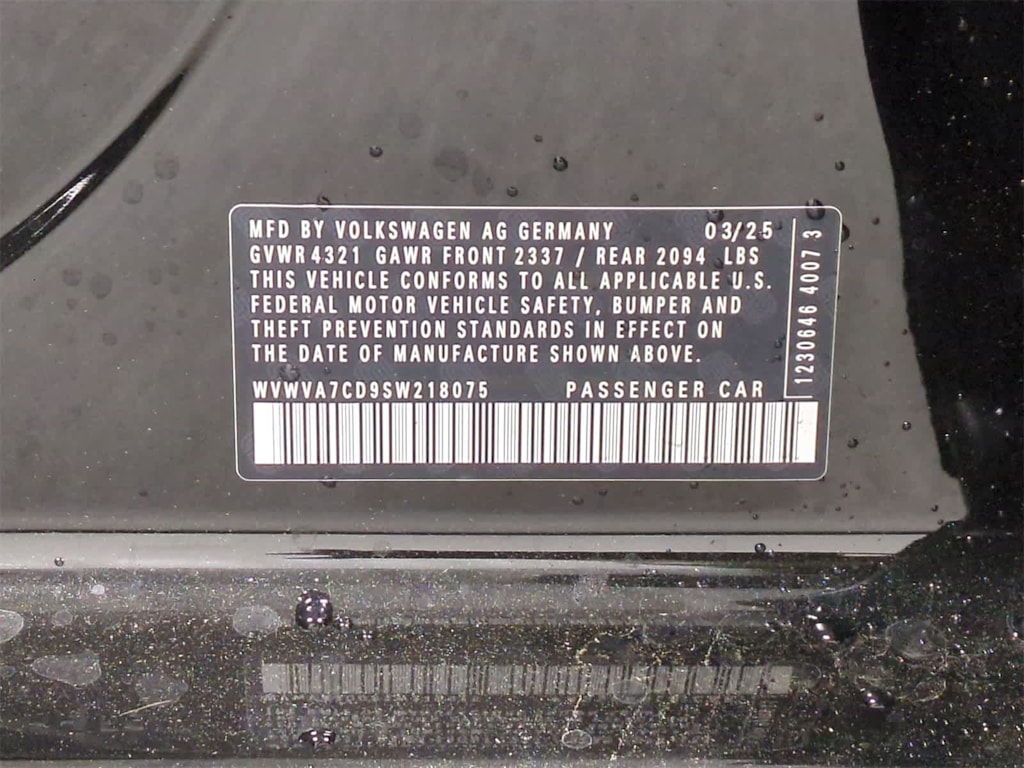 MFD BY VOLKSWAGEN AG GERMANY 03/25
GVWR 4321 GAWR FRONT 2337 / REAR 2094 LBS
THIS VEHICLE CONFORMS TO ALL APPLICABLE U.S.
FEDERAL MOTOR VEHICLE SAFETY, BUMPER AND
THEFT PREVENTION STANDARDS IN EFFECT ON
THE DATE OF MANUFACTURE SHOWN ABOVE.
WVWVA7CD9SW218075 PASSENGER CAR
1230646 4007 3